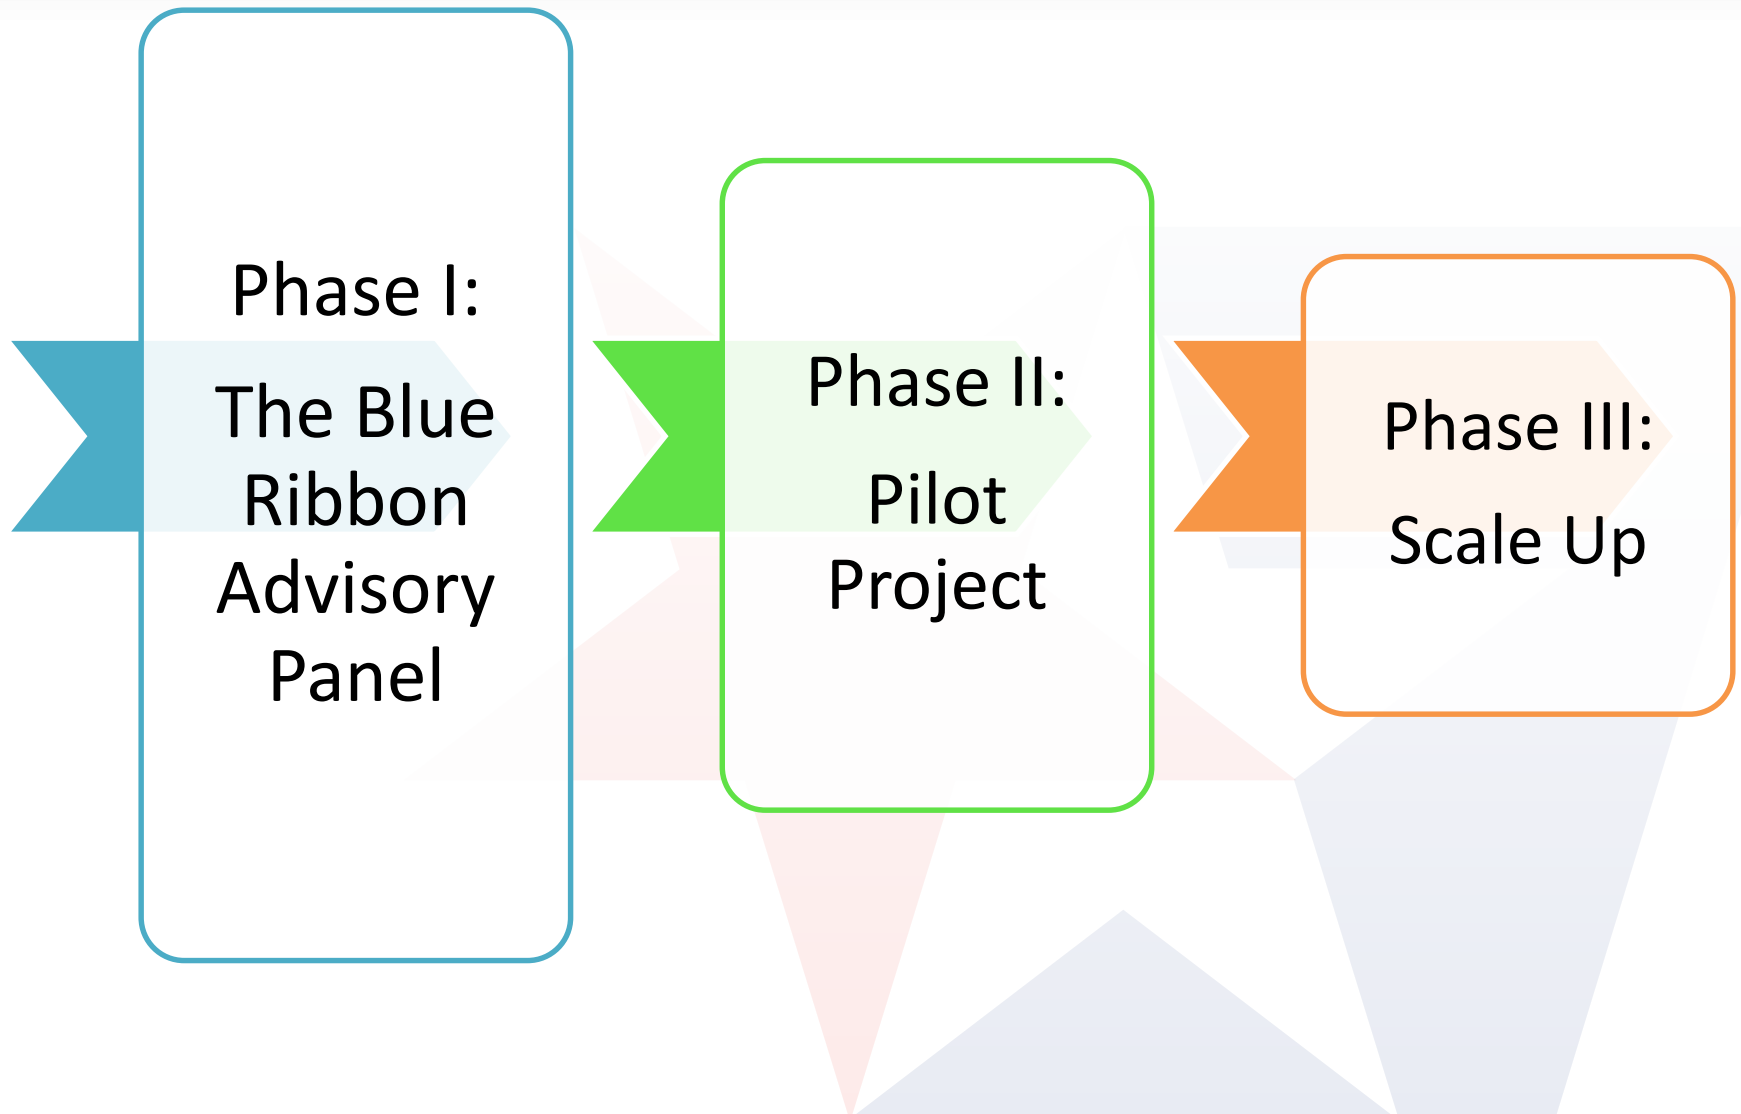 Phase I:
The Blue
Ribbon
Advisory
Panel
Phase II:
Pilot
Project
Phase III:
Scale Up